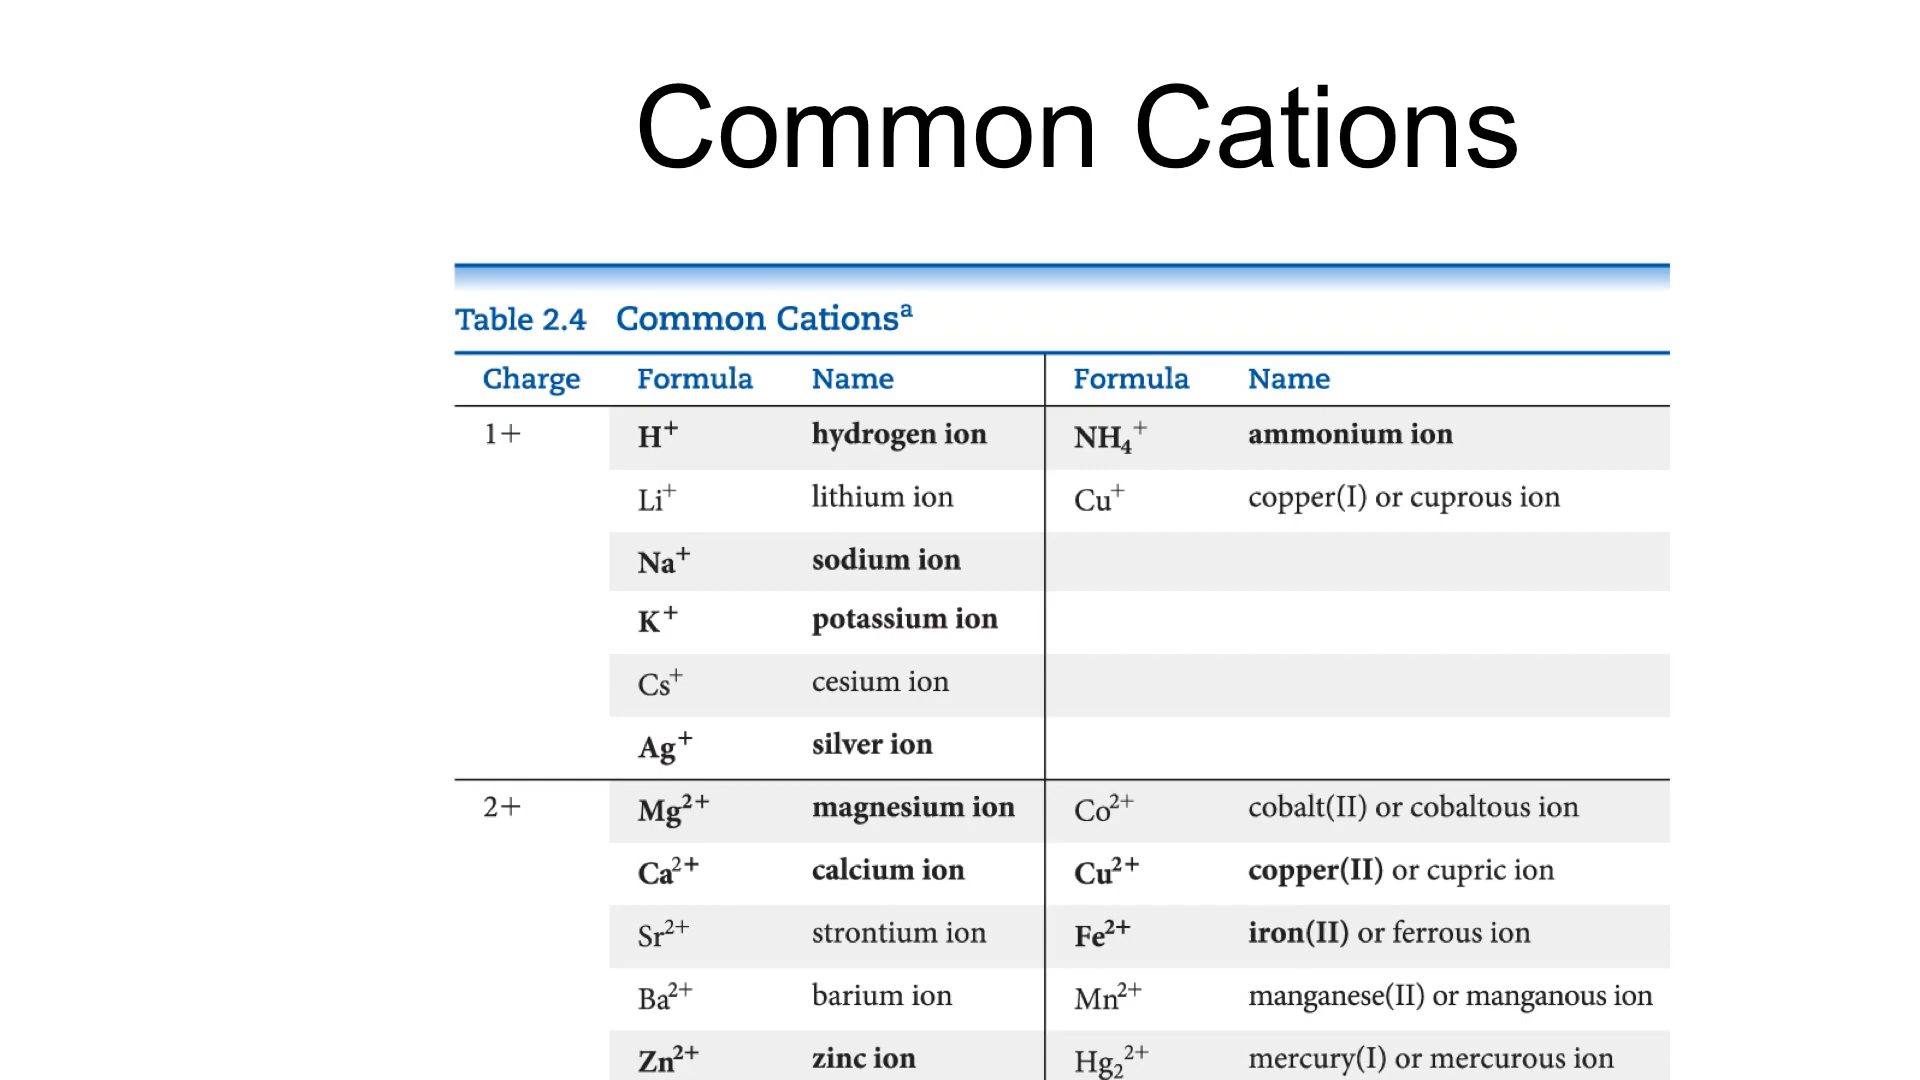 Common Cations
Table 2.4 Common Cationsᵃ
Charge Formula Name Formula Name
1+ H⁺ hydrogen ion NH₄⁺ ammonium ion
Li⁺ lithium ion Cu⁺ copper(I) or cuprous ion
Na⁺ sodium ion
K⁺ potassium ion
Cs⁺ cesium ion
Ag⁺ silver ion
2+ Mg²⁺ magnesium ion Co²⁺ cobalt(II) or cobaltous ion
Ca²⁺ calcium ion Cu²⁺ copper(II) or cupric ion
Sr²⁺ strontium ion Fe²⁺ iron(II) or ferrous ion
Ba²⁺ barium ion Mn²⁺ manganese(II) or manganous ion
Zn²⁺ zinc ion Hg₂²⁺ mercury(I) or mercurous ion